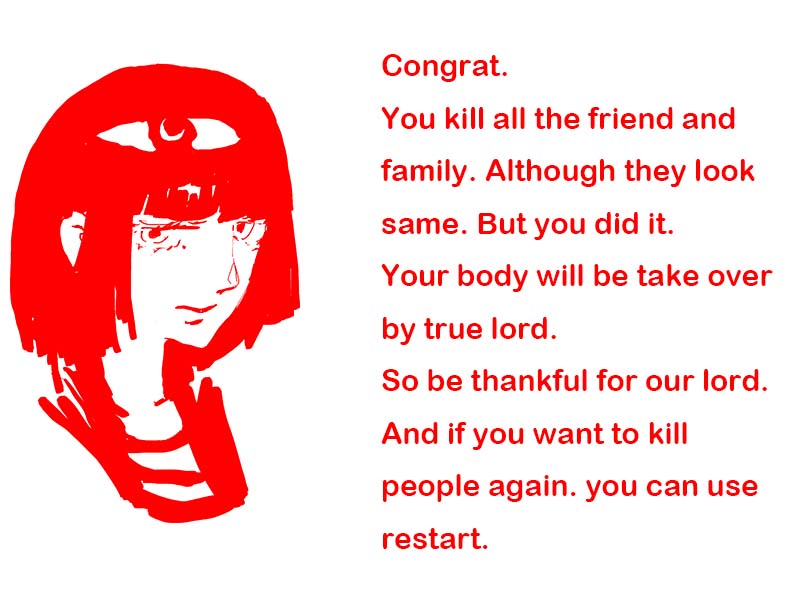 Congrat.
You kill all the friend and
family. Although they look
same. But you did it.
Your body will be take over
by true lord.
So be thankful for our lord.
And if you want to kill
people again. you can use
restart.